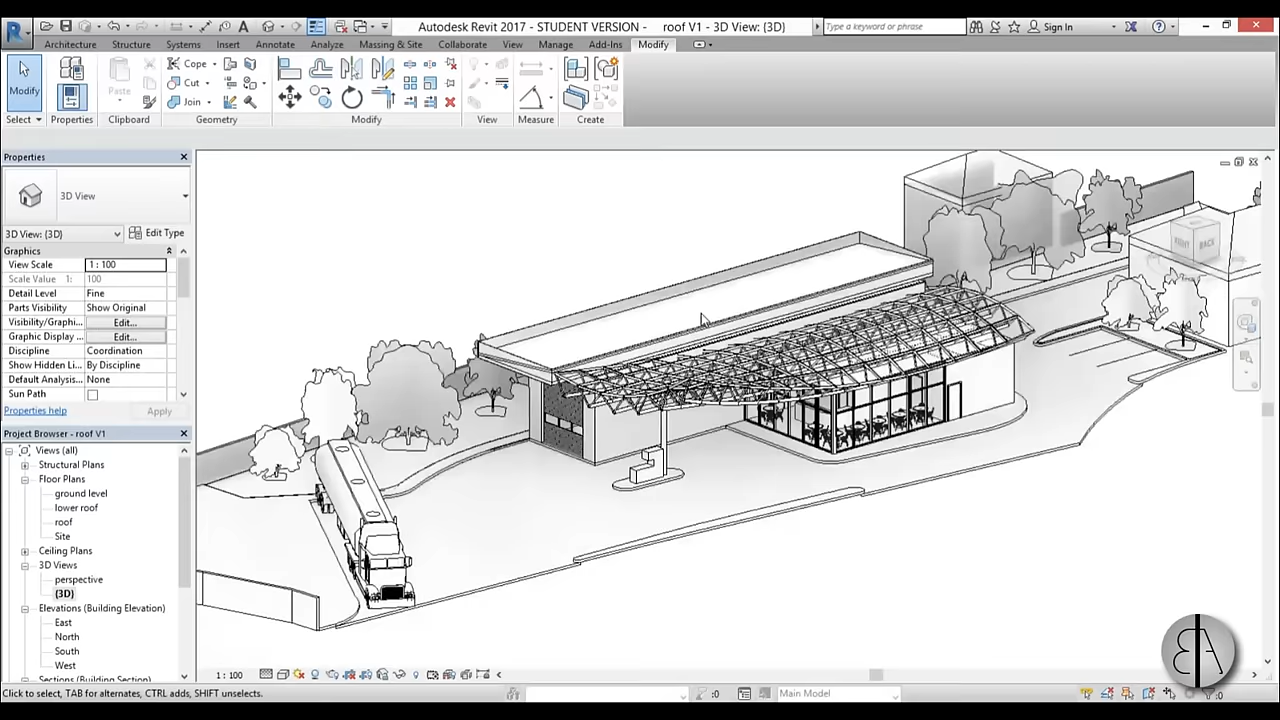 Autodesk Revit 2017 - STUDENT VERSION - roof V1 - 3D View: {3D}
Type a keyword or phrase
Sign In
Architecture Structure Systems Insert Annotate Analyze Massing & Site Collaborate View Manage Add-Ins Modify
Modify
Paste
Cope
Cut
Join
Select Properties Clipboard Geometry Modify View Measure Create
Properties
3D View
3D View: {3D} Edit Type
Graphics
View Scale 1 : 100
Scale Value 1: 100
Detail Level Fine
Parts Visibility Show Original
Visibility/Graphi... Edit...
Graphic Display ... Edit...
Discipline Coordination
Show Hidden Li... By Discipline
Default Analysis... None
Sun Path
Properties help Apply
Project Browser - roof V1
Views (all)
Structural Plans
Floor Plans
ground level
lower roof
roof
Site
Ceiling Plans
3D Views
perspective
{3D}
Elevations (Building Elevation)
East
North
South
West
Sections (Building Section)
BACK
1 : 100
Click to select, TAB for alternates, CTRL adds, SHIFT unselects.
:0
Main Model
:0
BA